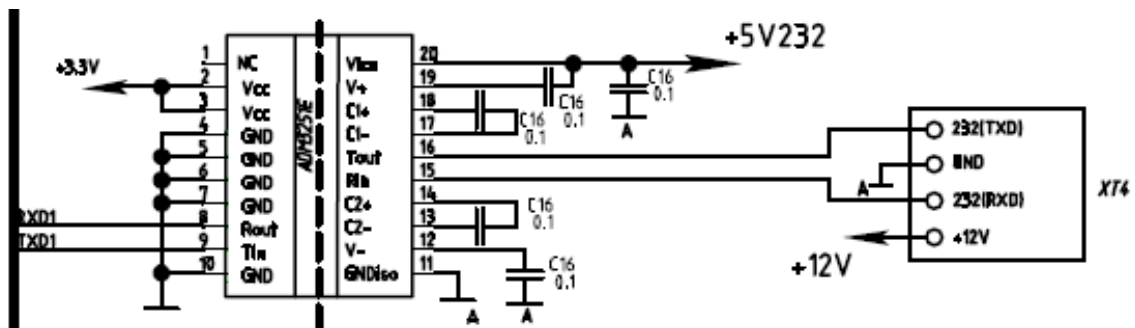 +5V232
+3.3V
1
2
3
4
5
6
7
8
9
10
NC
Vcc
Vcc
GND
GND
GND
GND
Rout
Tin
GND
ADM3251E
Viso
V+
C1+
C1-
Tout
Rin
C2+
C2-
V-
GNDiso
20
19
18
17
16
15
14
13
12
11
RXD1
TXD1
C16
0.1
C16
0.1
C16
0.1
C16
0.1
C16
0.1
A
A
A
A
232(TXD)
GND
232(RXD)
+12V
XT4
+12V